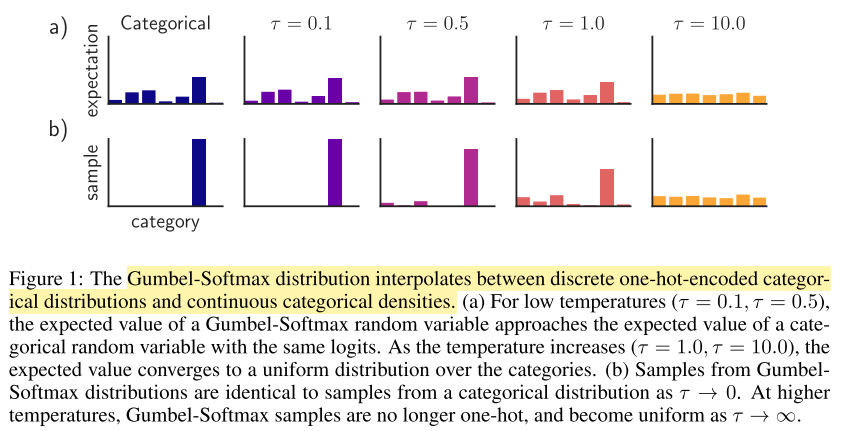 a) Categorical τ = 0.1 τ = 0.5 τ = 1.0 τ = 10.0
expectation
b)
sample
category
Figure 1: The Gumbel-Softmax distribution interpolates between discrete one-hot-encoded categor-
ical distributions and continuous categorical densities. (a) For low temperatures (τ = 0.1, τ = 0.5),
the expected value of a Gumbel-Softmax random variable approaches the expected value of a cate-
gorical random variable with the same logits. As the temperature increases (τ = 1.0, τ = 10.0), the
expected value converges to a uniform distribution over the categories. (b) Samples from Gumbel-
Softmax distributions are identical to samples from a categorical distribution as τ → 0. At higher
temperatures, Gumbel-Softmax samples are no longer one-hot, and become uniform as τ → ∞.